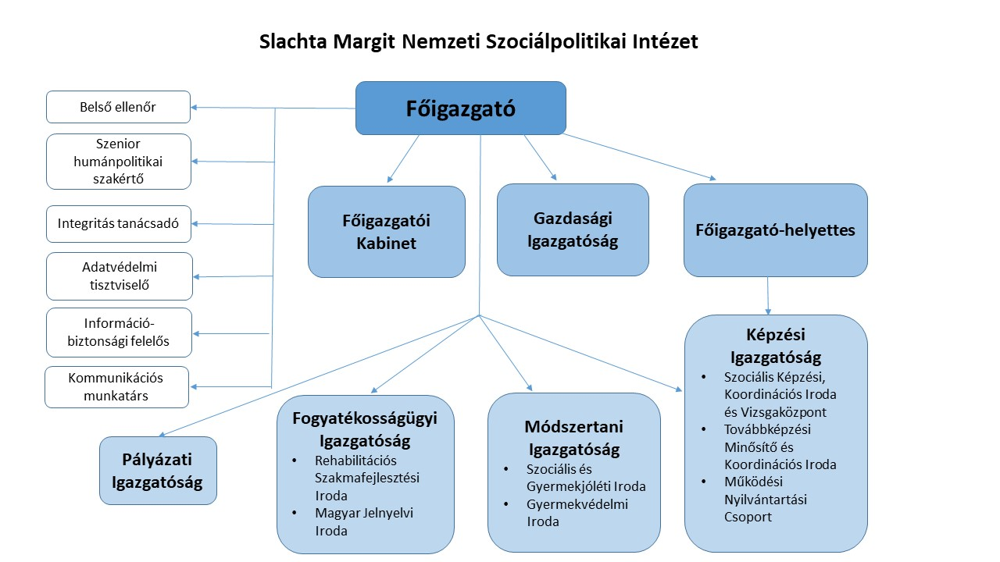 Slachta Margit Nemzeti Szociálpolitikai Intézet
Főigazgató
Belső ellenőr
Szenior
humánpolitikai
szakértő
Integritás tanácsadó
Adatvédelmi
tisztviselő
Információ-
biztonsági felelős
Kommunikációs
munkatárs
Főigazgatói
Kabinet
Gazdasági
Igazgatóság
Főigazgató-helyettes
Pályázati
Igazgatóság
Fogyatékosságügyi
Igazgatóság
• Rehabilitációs
Szakmafejlesztési
Iroda
• Magyar Jelnyelvi
Iroda
Módszertani
Igazgatóság
• Szociális és
Gyermekjóléti Iroda
• Gyermekvédelmi
Iroda
Képzési
Igazgatóság
• Szociális Képzési,
Koordinációs Iroda
és Vizsgaközpont
• Továbbképzési
Minősítő és
Koordinációs Iroda
• Működési
Nyilvántartási
Csoport